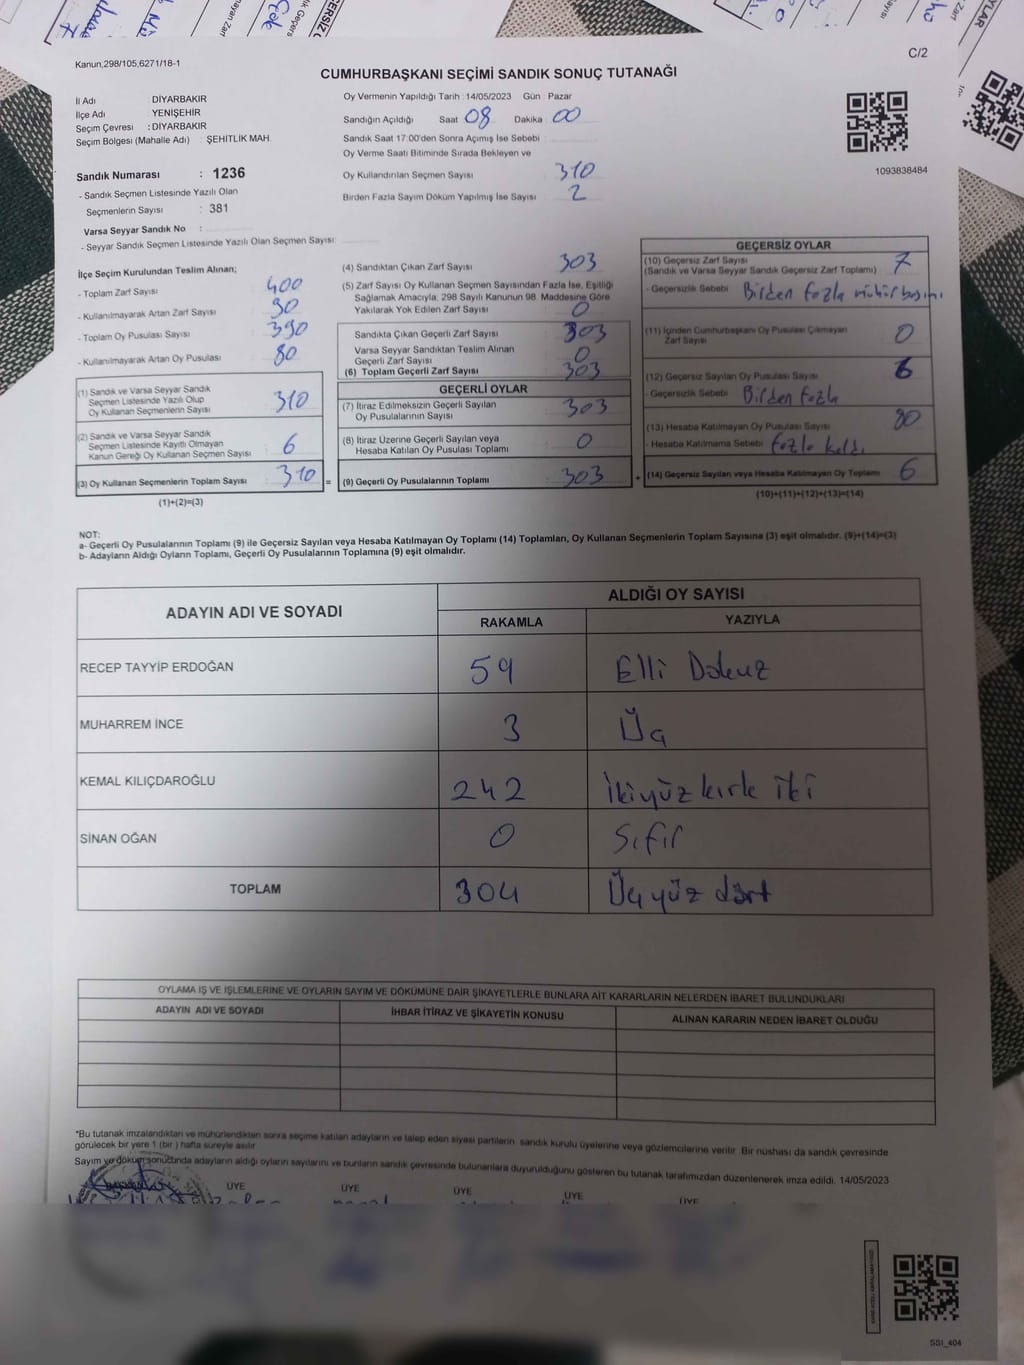 Kanun,298/105,6271/18-1
C/2
CUMHURBAŞKANI SEÇİMİ SANDIK SONUÇ TUTANAĞI
İl Adı : DİYARBAKIR
İlçe Adı : YENİŞEHİR
Seçim Çevresi : DİYARBAKIR
Seçim Bölgesi (Mahalle Adı) : ŞEHİTLİK MAH.
Sandık Numarası : 1236
- Sandık Seçmen Listesinde Yazılı Olan
Seçmenlerin Sayısı : 381
Varsa Seyyar Sandık No :
- Seyyar Sandık Seçmen Listesinde Yazılı Olan Seçmen Sayısı:
Oy Vermenin Yapıldığı Tarih : 14/05/2023 Gün : Pazar
Sandığın Açıldığı Saat 08 Dakika 00
Sandık Saat 17:00'den Sonra Açımış İse Sebebi :
Oy Verme Saati Bitiminde Sırada Bekleyen ve
Oy Kullandırılan Seçmen Sayısı : 310
Birden Fazla Sayım Döküm Yapılmış İse Sayısı : 2
1093838484
İlçe Seçim Kurulundan Teslim Alınan;
- Toplam Zarf Sayısı : 400
- Kullanılmayarak Artan Zarf Sayısı : 90
- Toplam Oy Pusulası Sayısı : 390
- Kullanılmayarak Artan Oy Pusulası : 80
(1) Sandık ve Varsa Seyyar Sandık
Seçmen Listesinde Yazılı Olup
Oy Kullanan Seçmenlerin Sayısı : 310
(2) Sandık ve Varsa Seyyar Sandık
Seçmen Listesinde Kayıtlı Olmayan
Kanun Gereği Oy Kullanan Seçmen Sayısı : 6
(3) Oy Kullanan Seçmenlerin Toplam Sayısı : 310 =
(1)+(2)=(3)
(4) Sandıktan Çıkan Zarf Sayısı : 303
(5) Zarf Sayısı Oy Kullanan Seçmen Sayısından Fazla İse, Eşitliği
Sağlamak Amacıyla, 298 Sayılı Kanunun 98. Maddesine Göre
Yakılarak Yok Edilen Zarf Sayısı : 0
Sandıkta Çıkan Geçerli Zarf Sayısı : 303
Varsa Seyyar Sandıktan Teslim Alınan
Geçerli Zarf Sayısı : 0
(6) Toplam Geçerli Zarf Sayısı : 303
GEÇERLİ OYLAR
(7) İtiraz Edilmeksizin Geçerli Sayılan
Oy Pusulalarının Sayısı : 303
(8) İtiraz Üzerine Geçerli Sayılan veya
Hesaba Katılan Oy Pusulası Toplamı : 0
(9) Geçerli Oy Pusulalarının Toplamı : 303 +
GEÇERSİZ OYLAR
(10) Geçersiz Zarf Sayısı
(Sandık ve Varsa Seyyar Sandık Geçersiz Zarf Toplamı) : 7
- Geçersizlik Sebebi : Birden fazla mühür basımı
(11) İçinden Cumhurbaşkanı Oy Pusulası Çıkmayan
Zarf Sayısı : 0
(12) Geçersiz Sayılan Oy Pusulası Sayısı : 6
- Geçersizlik Sebebi : Birden fazla
(13) Hesaba Katılmayan Oy Pusulası Sayısı : 80
- Hesaba Katılmama Sebebi : fazla kaldı
(14) Geçersiz Sayılan veya Hesaba Katılmayan Oy Toplamı : 6
(10)+(11)+(12)+(13)=(14)
NOT:
a- Geçerli Oy Pusulalarının Toplamı (9) ile Geçersiz Sayılan veya Hesaba Katılmayan Oy Toplamı (14) Toplamları, Oy Kullanan Seçmenlerin Toplam Sayısına (3) eşit olmalıdır. (9)+(14)=(3)
b- Adayların Aldığı Oyların Toplamı, Geçerli Oy Pusulalarının Toplamına (9) eşit olmalıdır.
ADAYIN ADI VE SOYADI
ALDIĞI OY SAYISI
RAKAMLA YAZIYLA
RECEP TAYYİP ERDOĞAN 59 Elli Dokuz
MUHARREM İNCE 3 Üç
KEMAL KILIÇDAROĞLU 242 İkiyüz kırk iki
SİNAN OĞAN 0 Sıfır
TOPLAM 304 Üçyüz dört
OYLAMA İŞ VE İŞLEMLERİNE VE OYLARIN SAYIM VE DÖKÜMÜNE DAİR ŞİKAYETLERLE BUNLARA AİT KARARLARIN NELERDEN İBARET BULUNDUKLARI
ADAYIN ADI VE SOYADI İHBAR İTİRAZ VE ŞİKAYETİN KONUSU ALINAN KARARIN NEDEN İBARET OLDUĞU
*Bu tutanak imzalandıktan ve mühürlendikten sonra seçime katılan adayların ve talep eden siyasi partilerin sandık kurulu üyelerine veya gözlemcilerine verilir. Bir nüshası da sandık çevresinde
görülecek bir yere 1 (bir) hafta süreyle asılır.
Sayım ve döküm sonucunda adayların aldığı oyların sayılarını ve bunların sandık çevresinde bulunanlara duyurulduğunu gösteren bu tutanak tarafımızdan düzenlenerek imza edildi. 14/05/2023
ÜYE ÜYE ÜYE ÜYE ÜYE
SSI_404